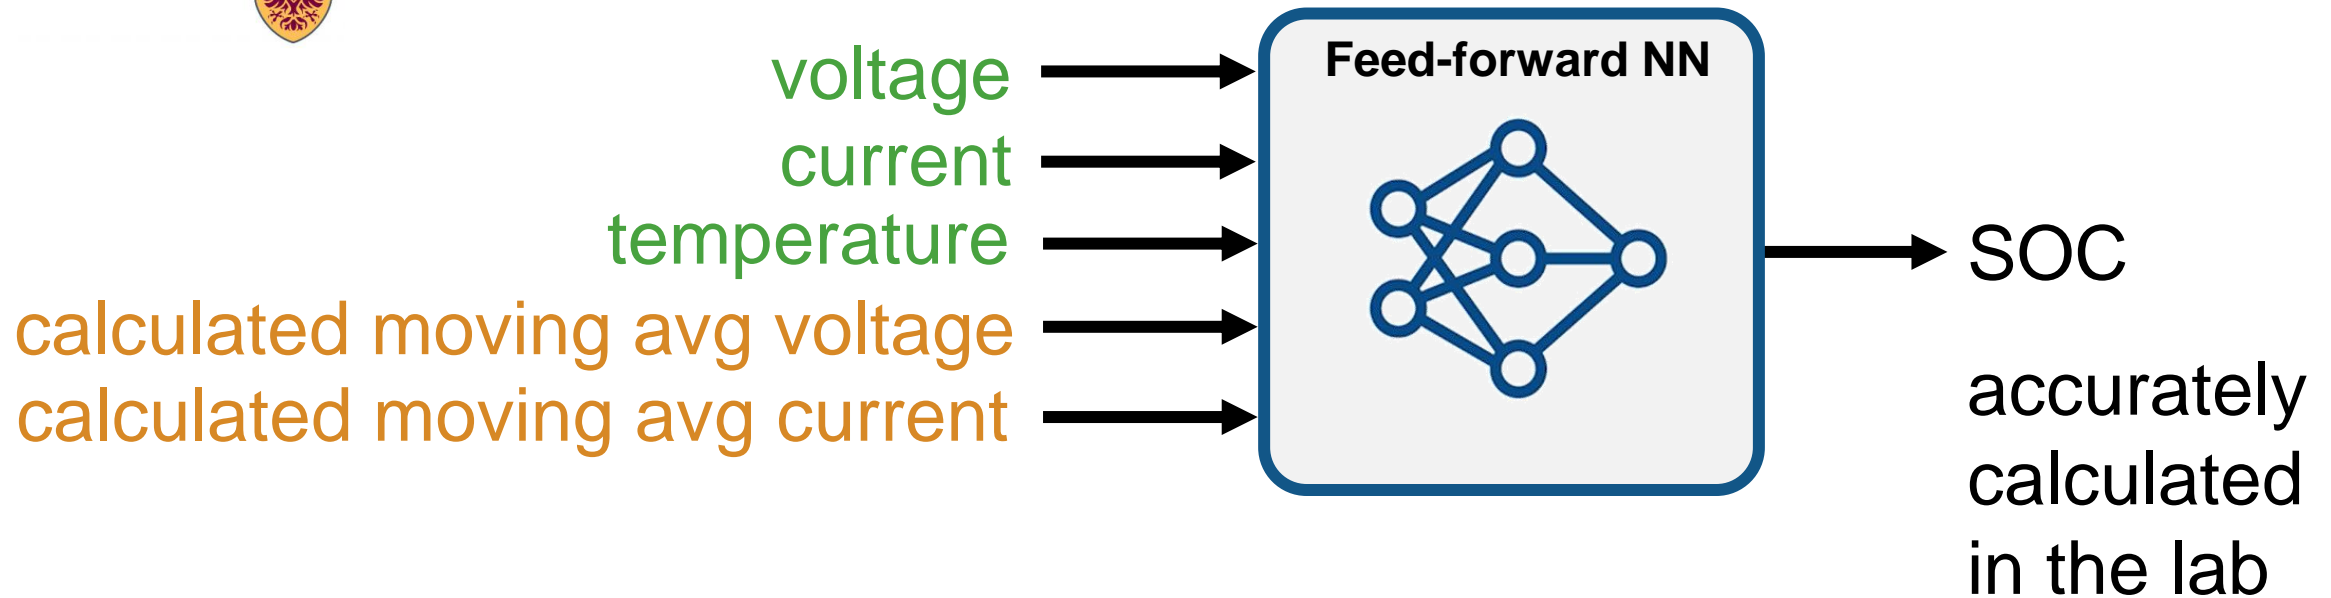 voltage
current
temperature
calculated moving avg voltage
calculated moving avg current
Feed-forward NN
SOC
accurately
calculated
in the lab